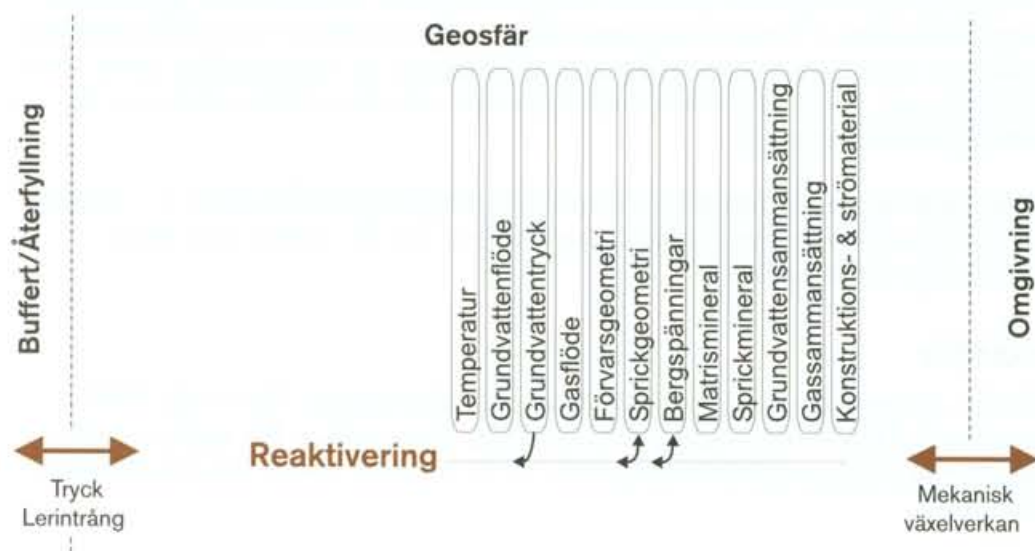 Geosfär
Buffert/Återfyllning
Temperatur
Grundvattenflöde
Grundvattentryck
Gasflöde
Förvarsgeometri
Sprickgeometri
Bergspänningar
Matrismineral
Sprickmineral
Grundvattensammansättning
Gassammansättning
Konstruktions- & strömaterial
Omgivning
Reaktivering
Tryck
Lerintrång
Mekanisk
växelverkan